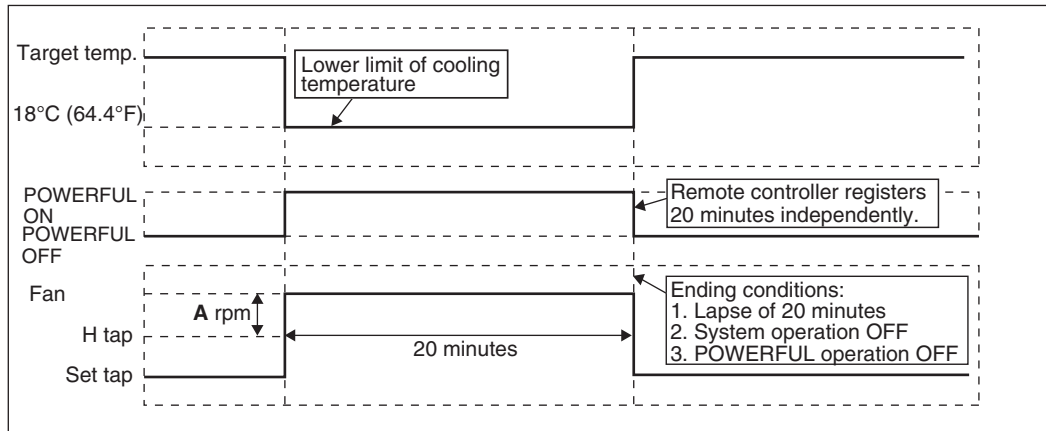 Target temp.
Lower limit of cooling
temperature
18°C (64.4°F)
POWERFUL
ON
POWERFUL
OFF
Remote controller registers
20 minutes independently.
Fan
A rpm
H tap
20 minutes
Set tap
Ending conditions:
1. Lapse of 20 minutes
2. System operation OFF
3. POWERFUL operation OFF